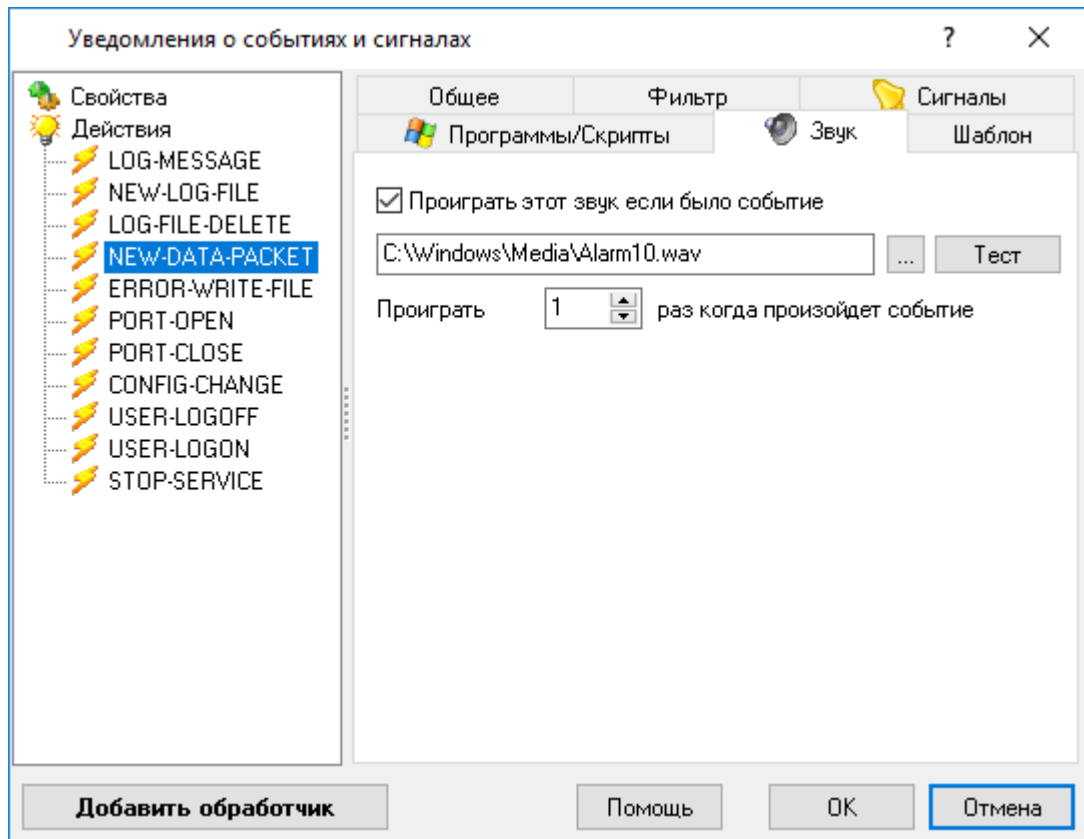 Уведомления о событиях и сигналах
?
Свойства
Действия
LOG-MESSAGE
NEW-LOG-FILE
LOG-FILE-DELETE
NEW-DATA-PACKET
ERROR-WRITE-FILE
PORT-OPEN
PORT-CLOSE
CONFIG-CHANGE
USER-LOGOFF
USER-LOGON
STOP-SERVICE
Общее
Фильтр
Сигналы
Программы/Скрипты
Звук
Шаблон
Проиграть этот звук если было событие
C:\Windows\Media\Alarm10.wav
...
Тест
Проиграть 1 раз когда произойдет событие
Добавить обработчик
Помощь
OK
Отмена